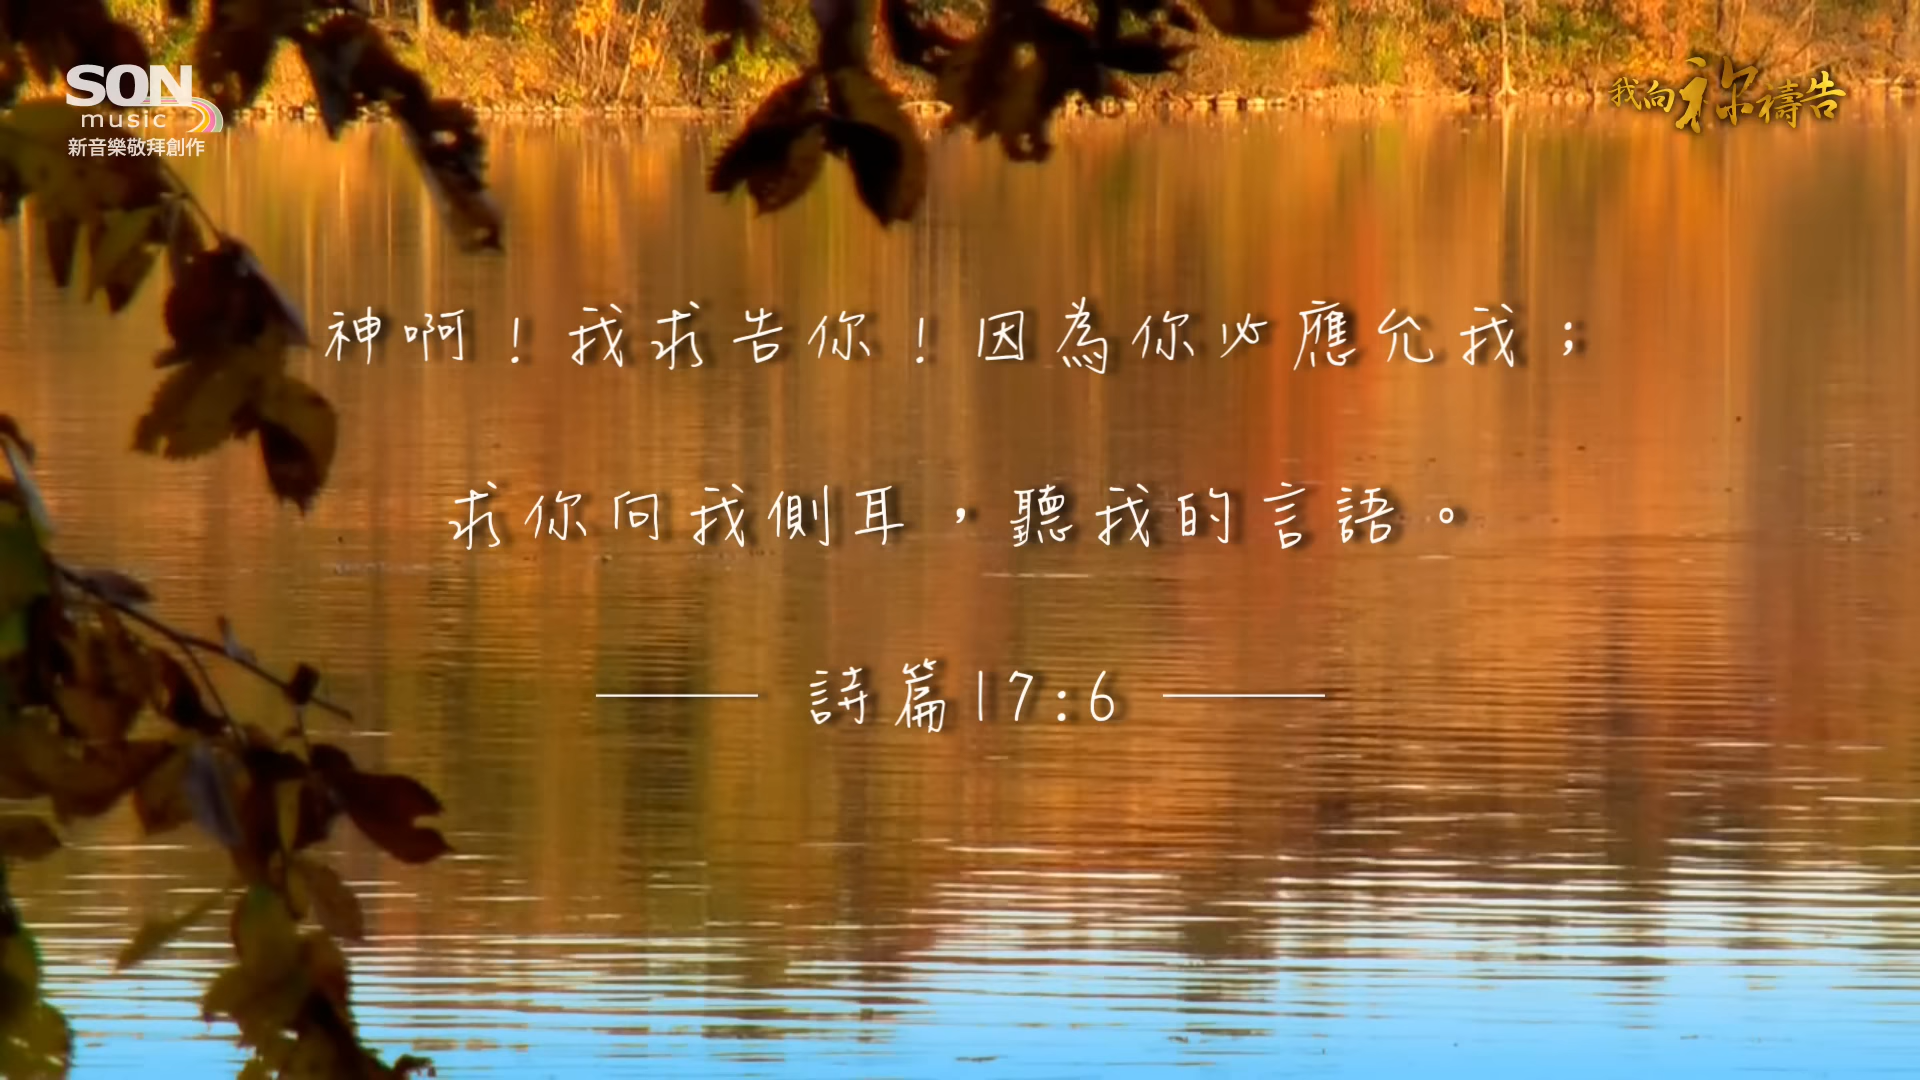 SON
music
新音樂敬拜創作
我向祢禱告
神啊！我求告你！因為你必應允我；
求你向我側耳，聽我的言語。
詩篇17:6